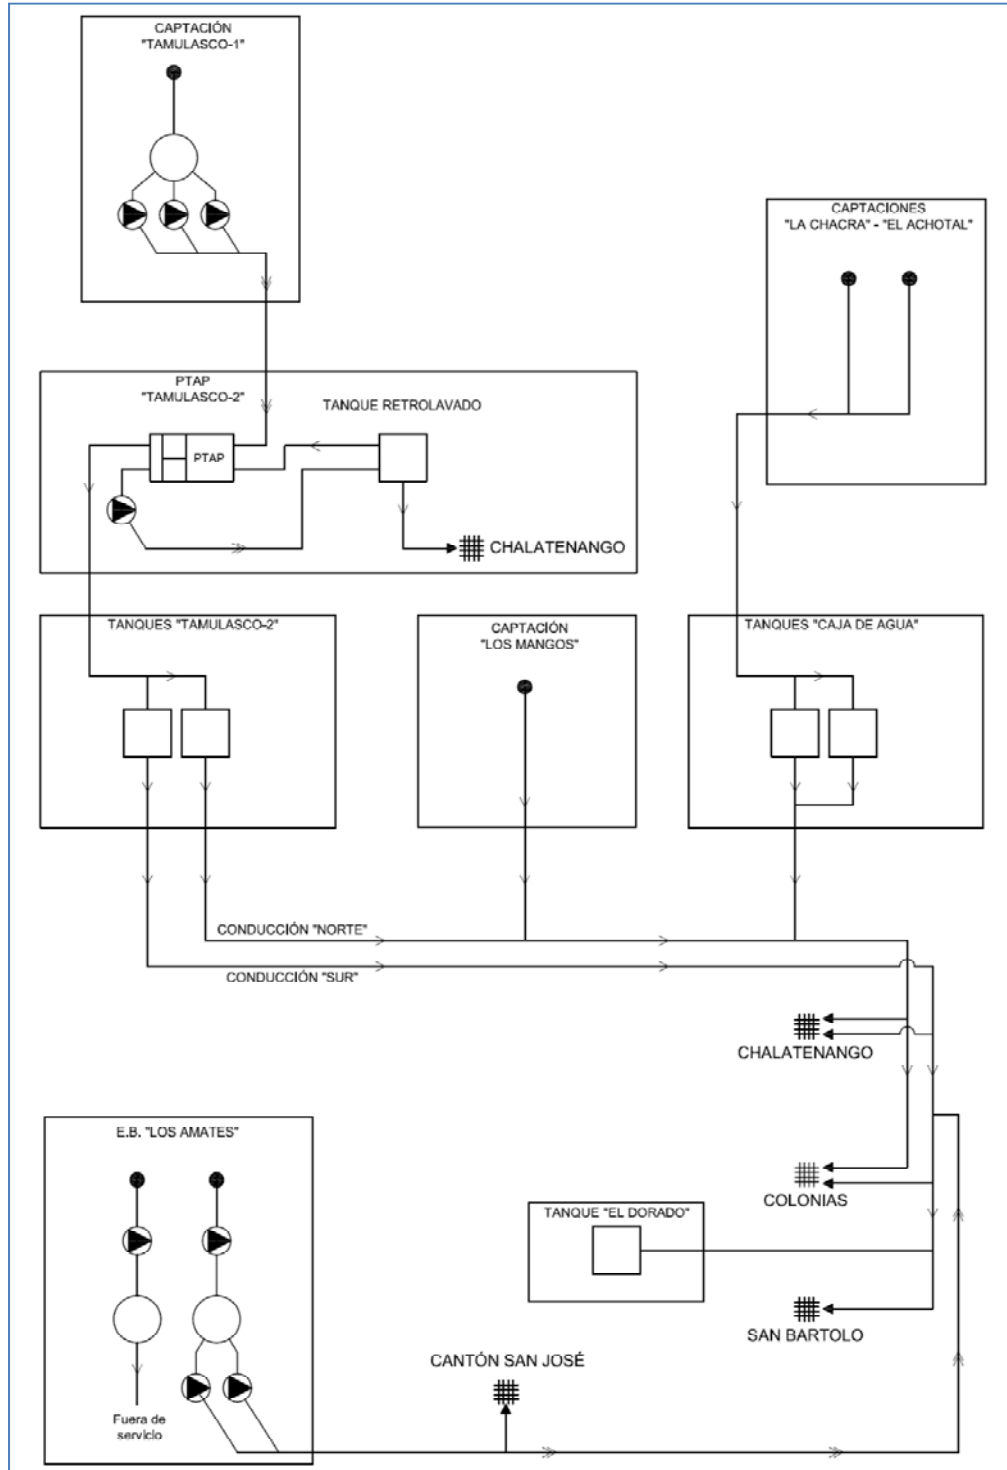 CAPTACIÓN
"TAMULASCO-1"
CAPTACIONES
"LA CHACRA" - "EL ACHOTAL"
PTAP
"TAMULASCO-2"
TANQUE RETROLAVADO
PTAP
CHALATENANGO
TANQUES "TAMULASCO-2"
CAPTACIÓN
"LOS MANGOS"
TANQUES "CAJA DE AGUA"
CONDUCCIÓN "NORTE"
CONDUCCIÓN "SUR"
CHALATENANGO
E.B. "LOS AMATES"
COLONIAS
TANQUE "EL DORADO"
SAN BARTOLO
CANTÓN SAN JOSÉ
Fuera de
servicio